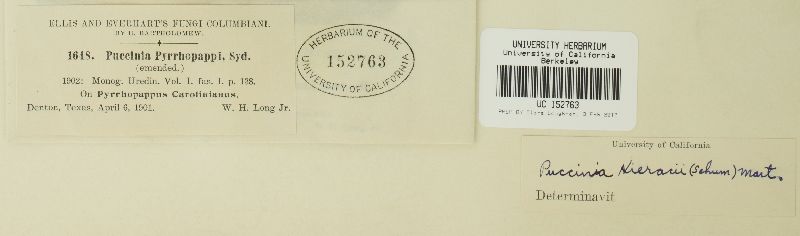 ELLIS AND EVERHART'S FUNGI COLUMBIANI.
BY E. BARTHOLOMEW.
1648. Puccinia Pyrrhopappi, Syd.
(emended.)
1902: Monog. Uredin. Vol. I. fas. I. p. 138.
On Pyrrhopappus Carolinianus,
Denton, Texas, April 6, 1901. W. H. Long Jr.
HERBARIUM OF THE
152763
UNIVERSITY OF CALIFORNIA
UNIVERSITY HERBARIUM
University of California
Berkeley
UC 152763
University of California
Puccinia Hieracii (Schum) Mart.
Determinavit